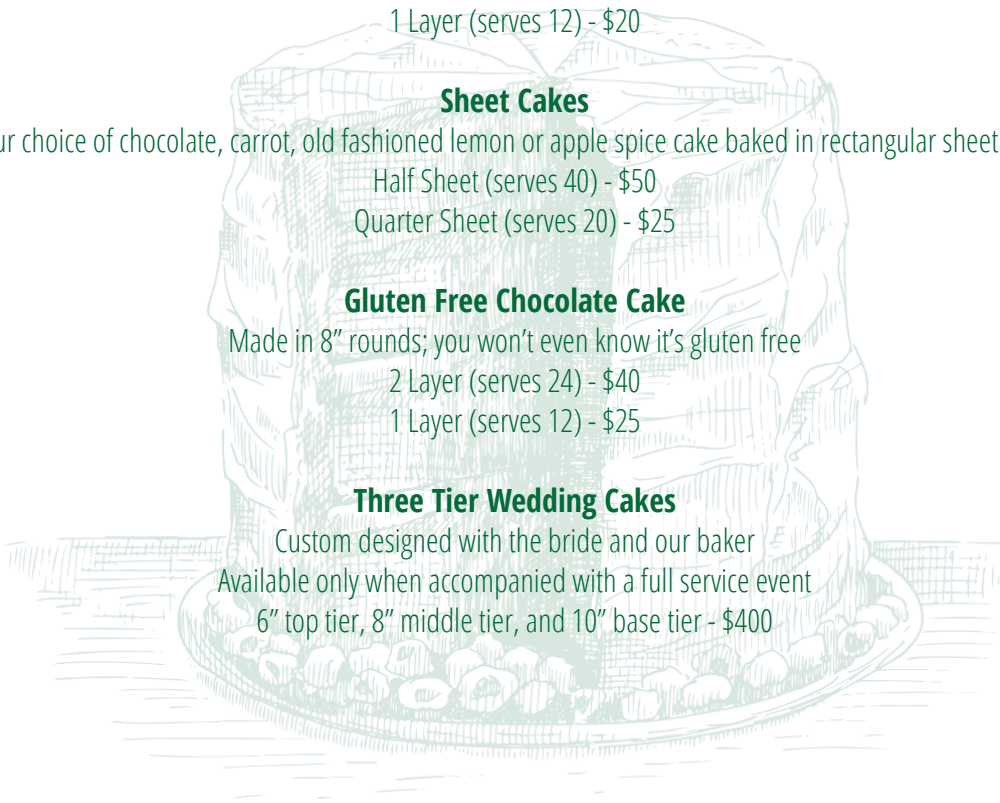 1 Layer (serves 12) - $20
Sheet Cakes
choice of chocolate, carrot, old fashioned lemon or apple spice cake baked in rectangular sheet
Half Sheet (serves 40) - $50
Quarter Sheet (serves 20) - $25
Gluten Free Chocolate Cake
Made in 8” rounds; you won’t even know it’s gluten free
2 Layer (serves 24) - $40
1 Layer (serves 12) - $25
Three Tier Wedding Cakes
Custom designed with the bride and our baker
Available only when accompanied with a full service event
6” top tier, 8” middle tier, and 10” base tier - $400